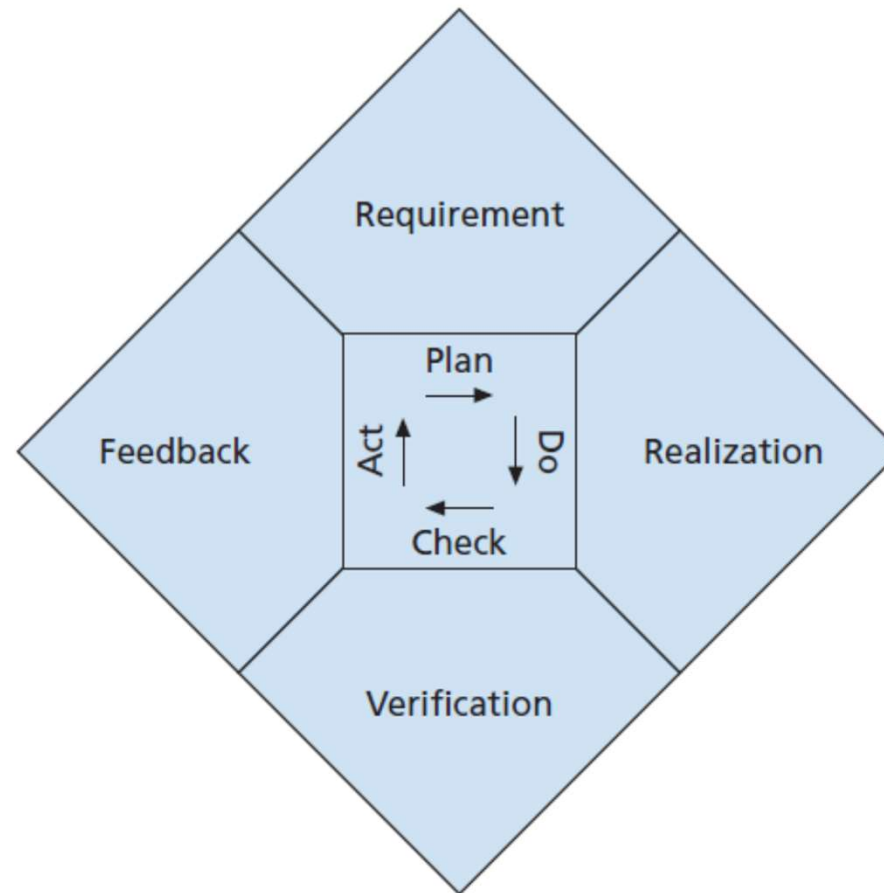 Requirement
Plan
Feedback
Act
Do
Realization
Check
Verification